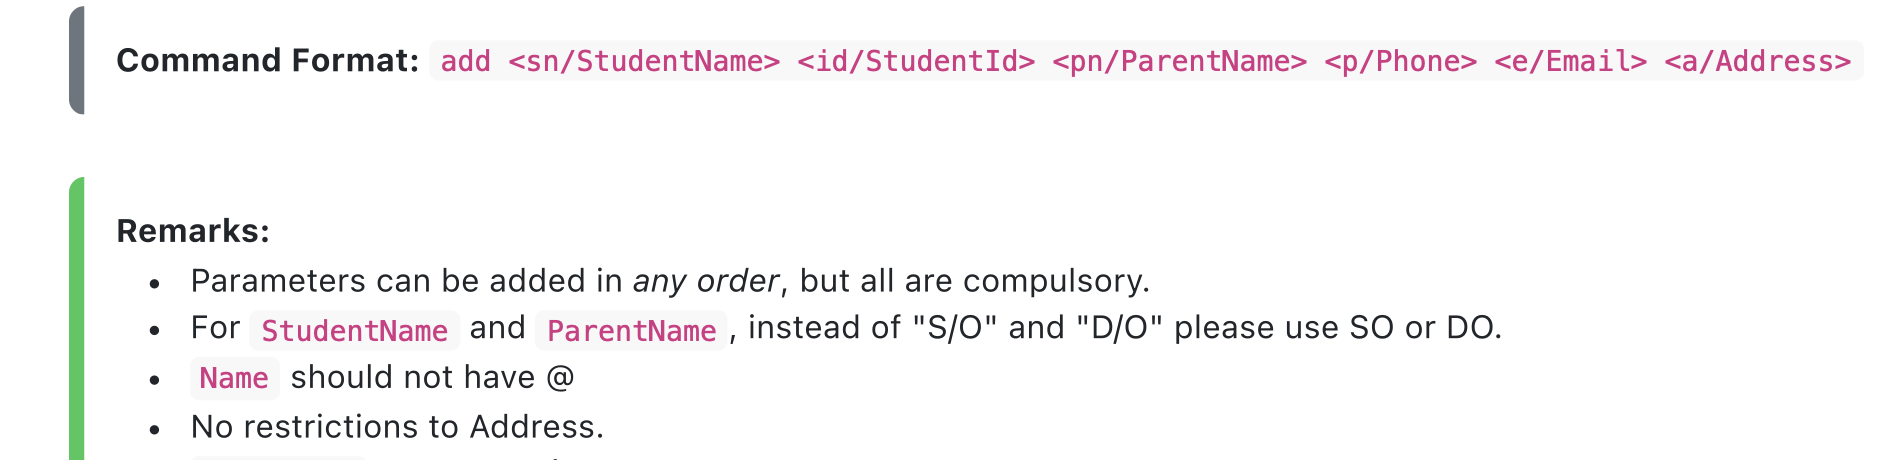 Command Format: add <sn/StudentName> <id/StudentId> <pn/ParentName> <p/Phone> <e/Email> <a/Address>
Remarks:
• Parameters can be added in any order, but all are compulsory.
• For StudentName and ParentName, instead of "S/O" and "D/O" please use SO or DO.
• Name should not have @
• No restrictions to Address.